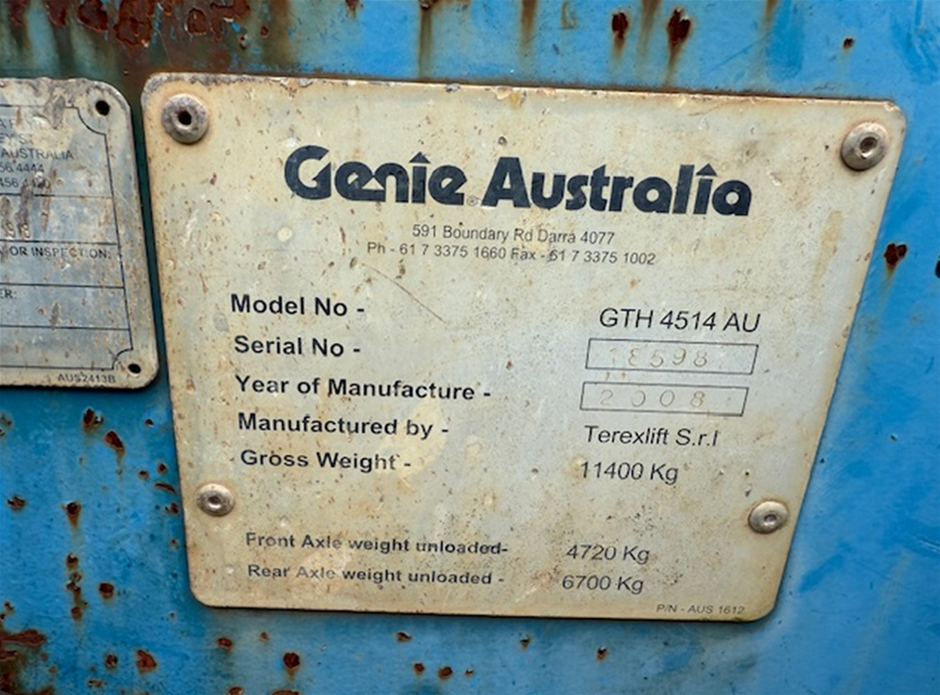 AUSTRALIA
56 4444
OR INSPECTION:
AUS2413B
Genie Australia
591 Boundary Rd Darra 4077
Ph - 61 7 3375 1660 Fax - 61 7 3375 1002
Model No - GTH 4514 AU
Serial No - 18598
Year of Manufacture - 2008
Manufactured by - Terexlift S.r.l
Gross Weight - 11400 Kg
Front Axle weight unloaded- 4720 Kg
Rear Axle weight unloaded - 6700 Kg
P/N - AUS 1612